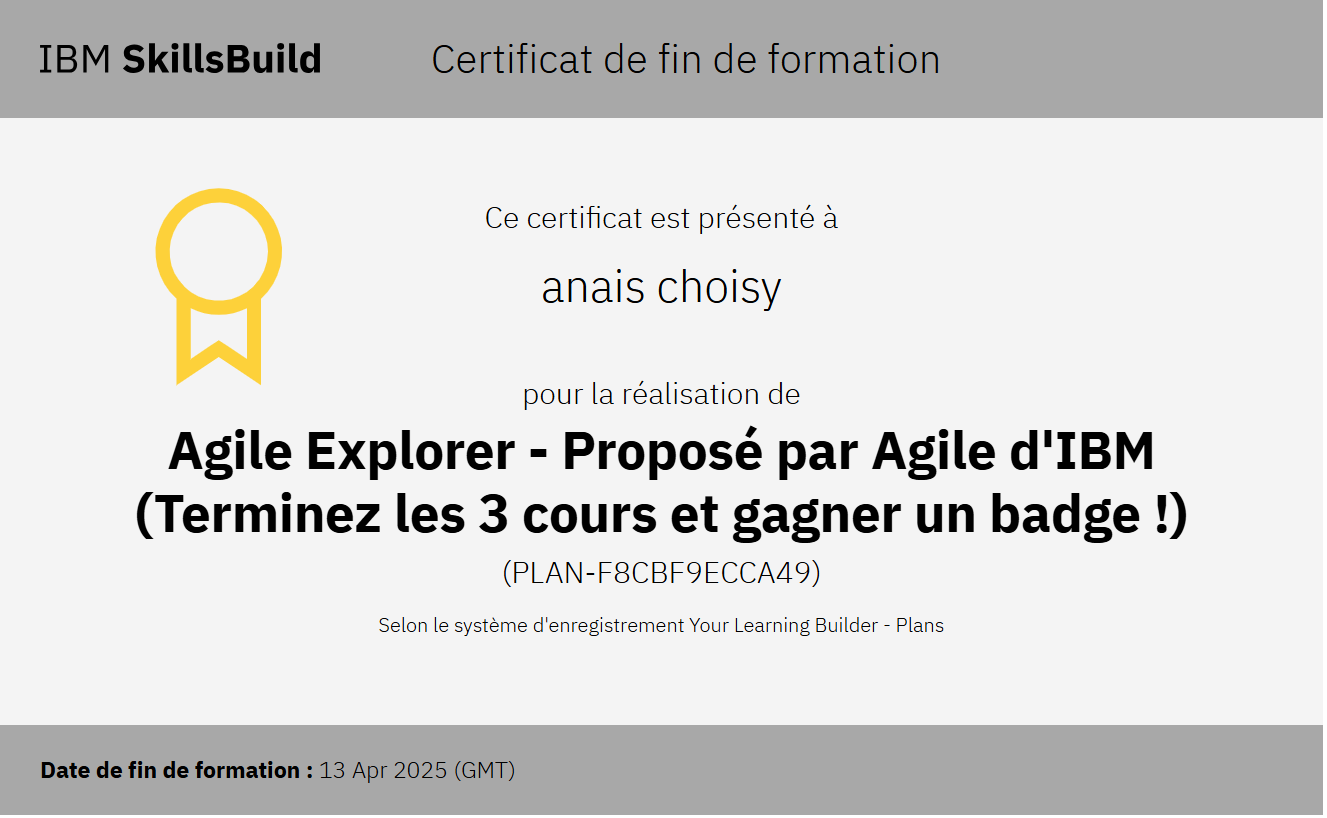 IBM SkillsBuild
Certificat de fin de formation
Ce certificat est présenté à
anais choisy
pour la réalisation de
Agile Explorer - Proposé par Agile d'IBM
(Terminez les 3 cours et gagner un badge !)
(PLAN-F8CBF9ECCA49)
Selon le système d'enregistrement Your Learning Builder - Plans
Date de fin de formation : 13 Apr 2025 (GMT)